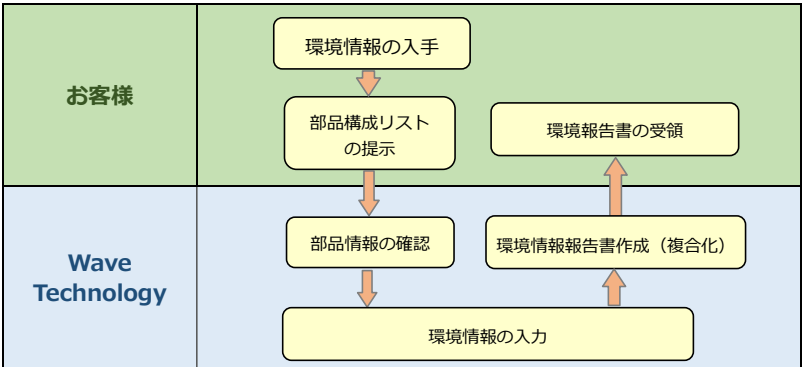 お客様
環境情報の入手
部品構成リスト
の提示
環境報告書の受領
Wave
Technology
部品情報の確認
環境情報報告書作成（複合化）
環境情報の入力